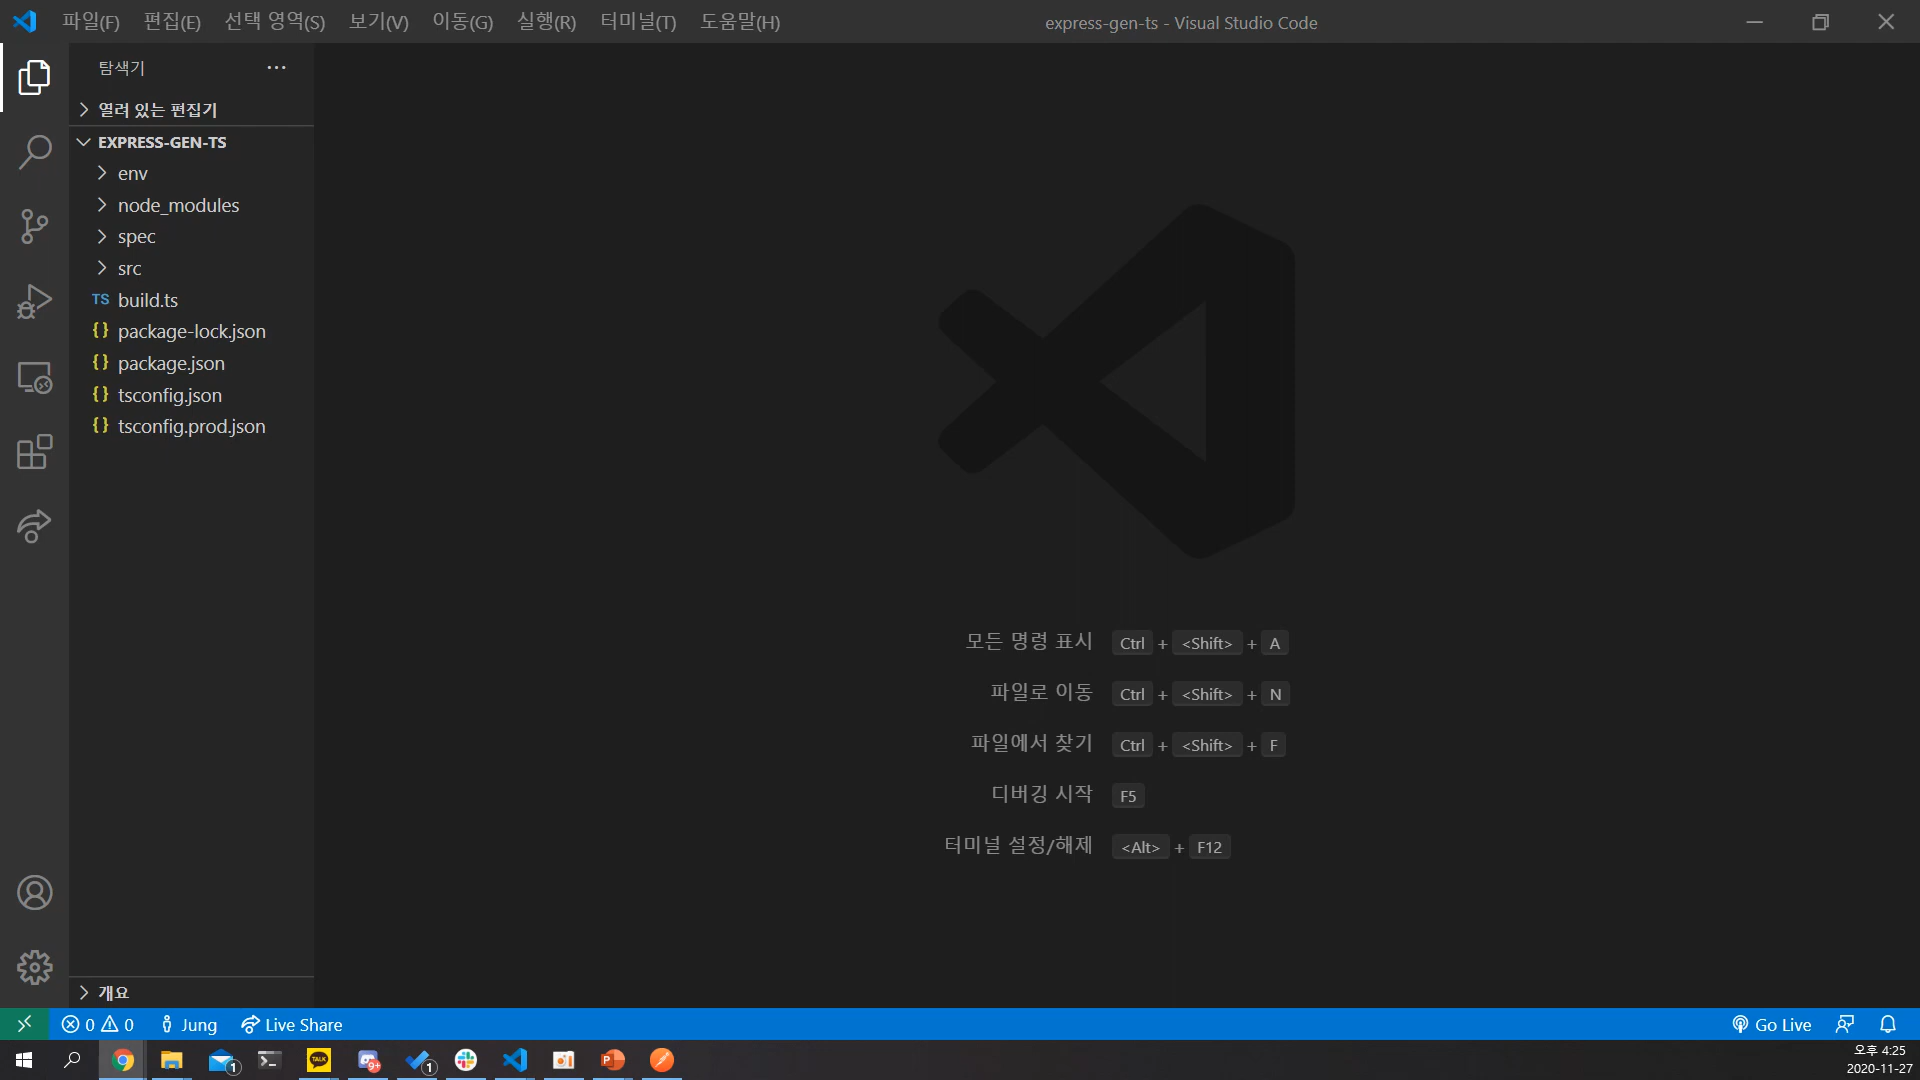 파일(F) 편집(E) 선택 영역(S) 보기(V) 이동(G) 실행(R) 터미널(T) 도움말(H) express-gen-ts - Visual Studio Code
탐색기
열려 있는 편집기
EXPRESS-GEN-TS
env
node_modules
spec
src
TS build.ts
{} package-lock.json
{} package.json
{} tsconfig.json
{} tsconfig.prod.json
모든 명령 표시 Ctrl + <Shift> + A
파일로 이동 Ctrl + <Shift> + N
파일에서 찾기 Ctrl + <Shift> + F
디버깅 시작 F5
터미널 설정/해제 <Alt> + F12
개요
0 0 Jung Live Share Go Live
1 TALK 9+ 1 P
오후 4:25
2020-11-27